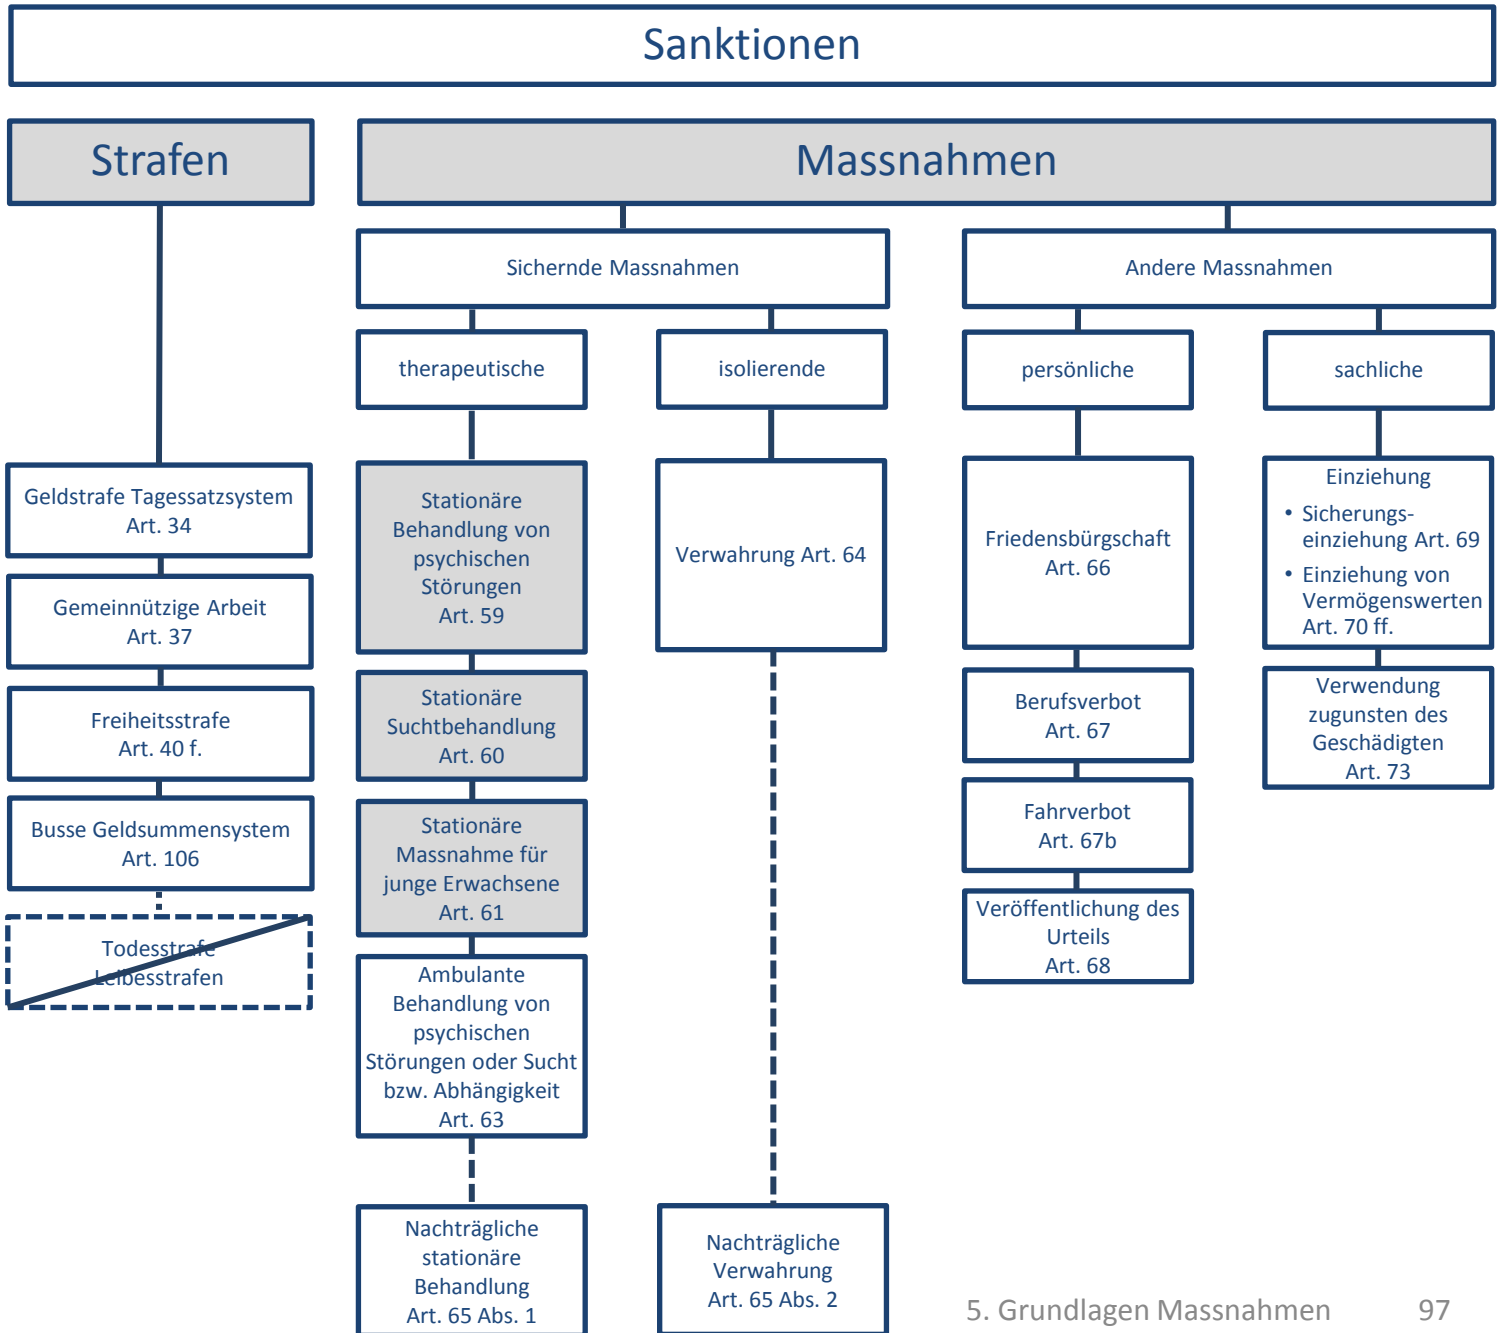 Sanktionen
Strafen
Massnahmen
Sichernde Massnahmen
Andere Massnahmen
therapeutische
isolierende
persönliche
sachliche
Geldstrafe Tagessatzsystem
Art. 34
Gemeinnützige Arbeit
Art. 37
Freiheitsstrafe
Art. 40 f.
Busse Geldsummensystem
Art. 106
Todesstrafe
Leibesstrafen
Stationäre
Behandlung von
psychischen
Störungen
Art. 59
Stationäre
Suchtbehandlung
Art. 60
Stationäre
Massnahme für
junge Erwachsene
Art. 61
Ambulante
Behandlung von
psychischen
Störungen oder Sucht
bzw. Abhängigkeit
Art. 63
Nachträgliche
stationäre
Behandlung
Art. 65 Abs. 1
Verwahrung Art. 64
Nachträgliche
Verwahrung
Art. 65 Abs. 2
Friedensbürgschaft
Art. 66
Berufsverbot
Art. 67
Fahrverbot
Art. 67b
Veröffentlichung des
Urteils
Art. 68
Einziehung
• Sicherungs-
einziehung Art. 69
• Einziehung von
Vermögenswerten
Art. 70 ff.
Verwendung
zugunsten des
Geschädigten
Art. 73
5. Grundlagen Massnahmen 97